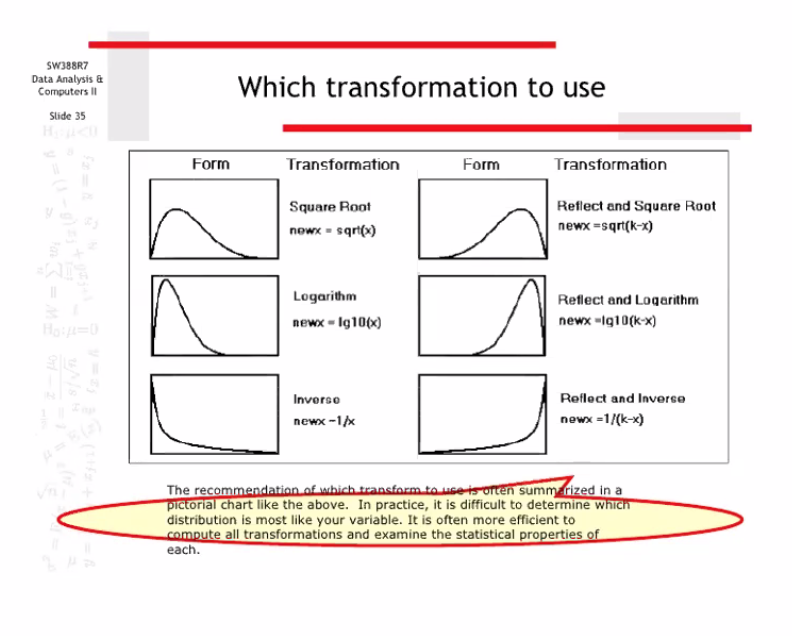 SW388R7
Data Analysis &
Computers II
Slide 35
Which transformation to use
Form Transformation Form Transformation
Square Root
newx = sqrt(x)
Reflect and Square Root
newx =sqrt(k-x)
Logarithm
newx = lg10(x)
Reflect and Logarithm
newx =lg10(k-x)
Inverse
newx -1/x
Reflect and Inverse
newx =1/(k-x)
The recommendation of which transform to use is often summarized in a
pictorial chart like the above.  In practice, it is difficult to determine which
distribution is most like your variable. It is often more efficient to
compute all transformations and examine the statistical properties of
each.